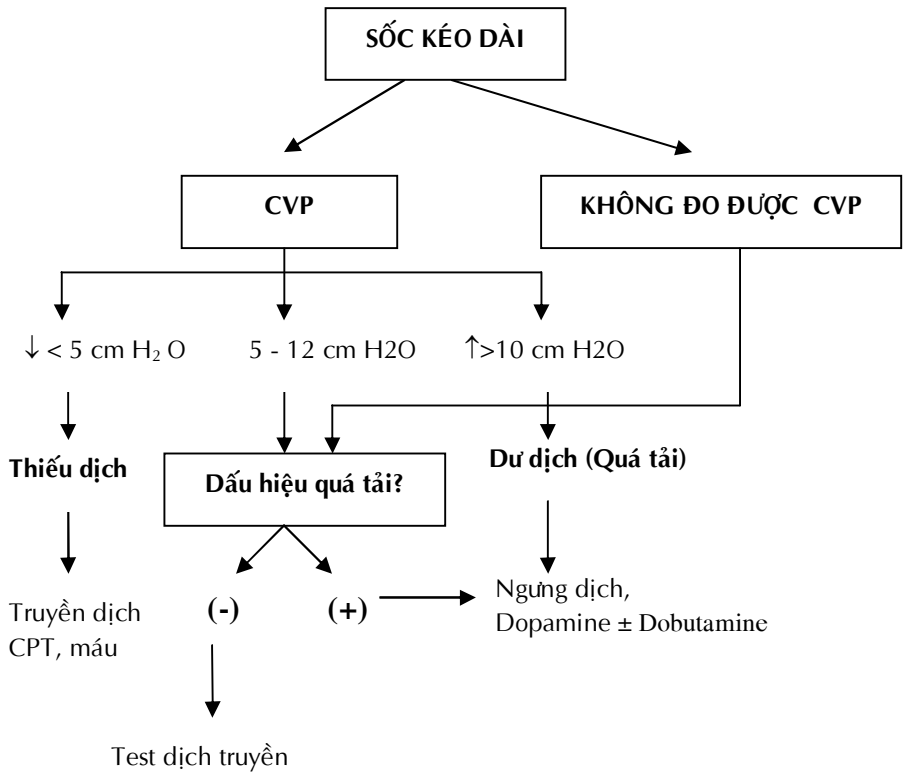 SỐC KÉO DÀI
CVP
KHÔNG ĐO ĐƯỢC CVP
↓ < 5 cm H₂ O
5 - 12 cm H2O
↑>10 cm H2O
Thiếu dịch
Dấu hiệu quá tải?
Dư dịch (Quá tải)
Truyền dịch
CPT, máu
(-)
(+)
Ngưng dịch,
Dopamine ± Dobutamine
Test dịch truyền